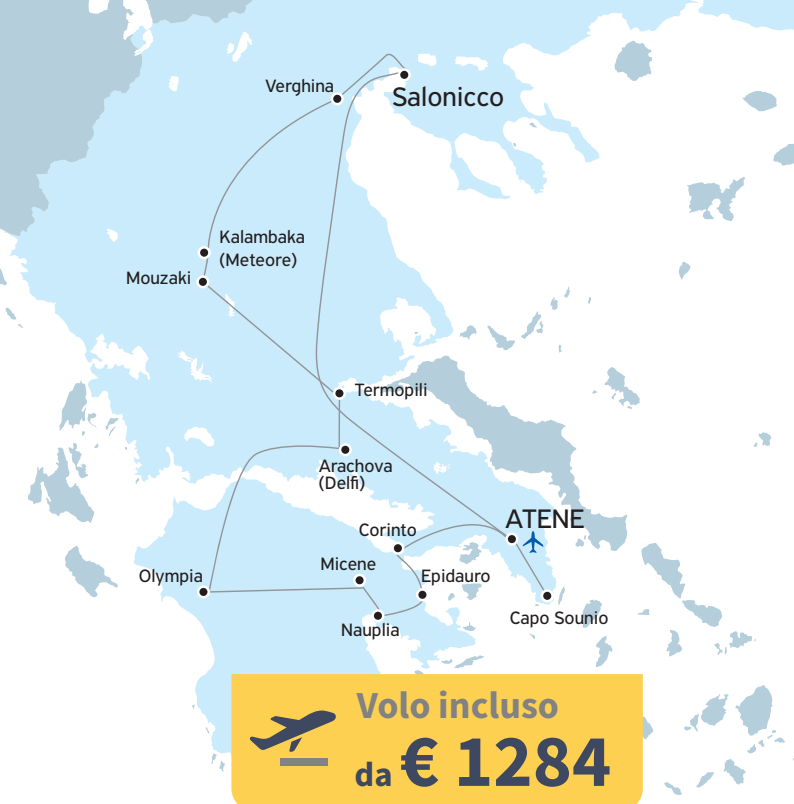 Verghina
Salonicco
Kalambaka
(Meteore)
Mouzaki
Termopili
Arachova
(Delfi)
ATENE
Corinto
Micene
Olympia
Epidauro
Capo Sounio
Nauplia
Volo incluso
da € 1284